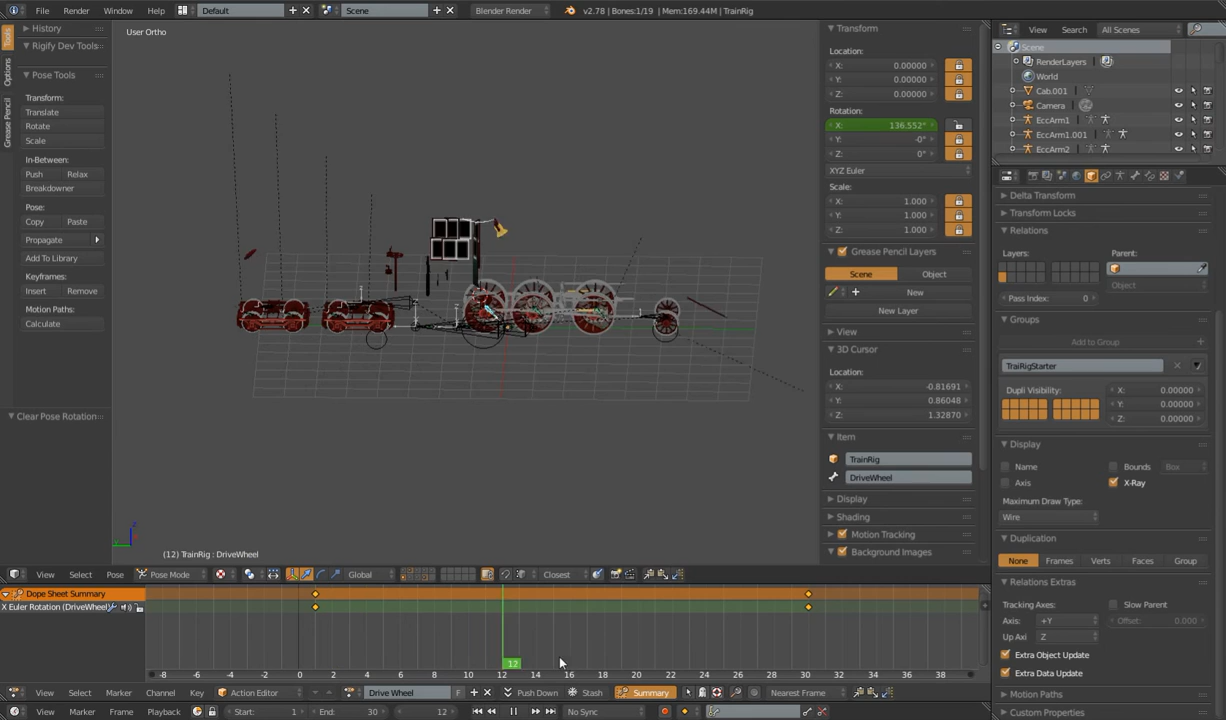 File Render Window Help Default Scene Blender Render v2.78 | Bones:1/19 | Mem:169.44M | TrainRig
View Search All Scenes
Tools
Options
Grease Pencil
History
Rigify Dev Tools
Pose Tools
Transform:
Translate
Rotate
Scale
In-Between:
Push Relax
Breakdowner
Pose:
Copy Paste
Propagate
Add To Library
Keyframes:
Insert Remove
Motion Paths:
Calculate
Clear Pose Rotation
User Ortho
(12) TrainRig : DriveWheel
Transform
Location:
X: 0.00000
Y: 0.00000
Z: 0.00000
Rotation:
X: 136.552°
Y: -0°
Z: 0°
XYZ Euler
Scale:
X: 1.000
Y: 1.000
Z: 1.000
Grease Pencil Layers
Scene Object
New
New Layer
View
3D Cursor
Location:
X: -0.81691
Y: 0.86048
Z: 1.32870
Item
TrainRig
DriveWheel
Display
Shading
Motion Tracking
Background Images
Scene
RenderLayers
World
Cab.001
Camera
EccArm1
EccArm1.001
EccArm2
Delta Transform
Transform Locks
Relations
Layers: Parent:
Object
Pass Index: 0
Groups
Add to Group
TraiRigStarter
Dupli Visibility: X: 0.00000
Y: 0.00000
Z: 0.00000
Display
Name Bounds Box
Axis X-Ray
Maximum Draw Type:
Wire
Duplication
None Frames Verts Faces Group
Relations Extras
Tracking Axes: Slow Parent
Axis: +Y Offset: 0.000
Up Axi Z
Extra Object Update
Extra Data Update
Motion Paths
Custom Properties
View Select Pose Pose Mode Global Closest
Dope Sheet Summary
X Euler Rotation (DriveWheel)
12
-8 -6 -4 -2 0 2 4 6 8 10 12 14 16 18 20 22 24 26 28 30 32 34 36 38
View Select Marker Channel Key Action Editor Drive Wheel F Push Down Stash Summary Nearest Frame
View Marker Frame Playback Start: 1 End: 30 12 No Sync